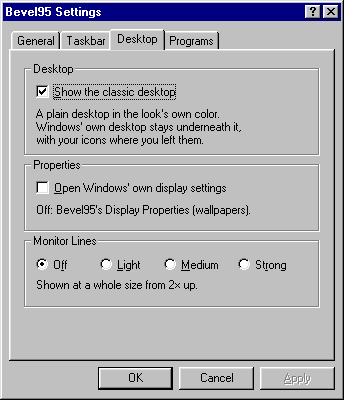 Bevel95 Settings
General Taskbar Desktop Programs
Desktop
Show the classic desktop
A plain desktop in the look's own color.
Windows' own desktop stays underneath it,
with your icons where you left them.
Properties
Open Windows' own display settings
Off: Bevel95's Display Properties (wallpapers).
Monitor Lines
Off Light Medium Strong
Shown at a whole size from 2× up.
OK Cancel Apply